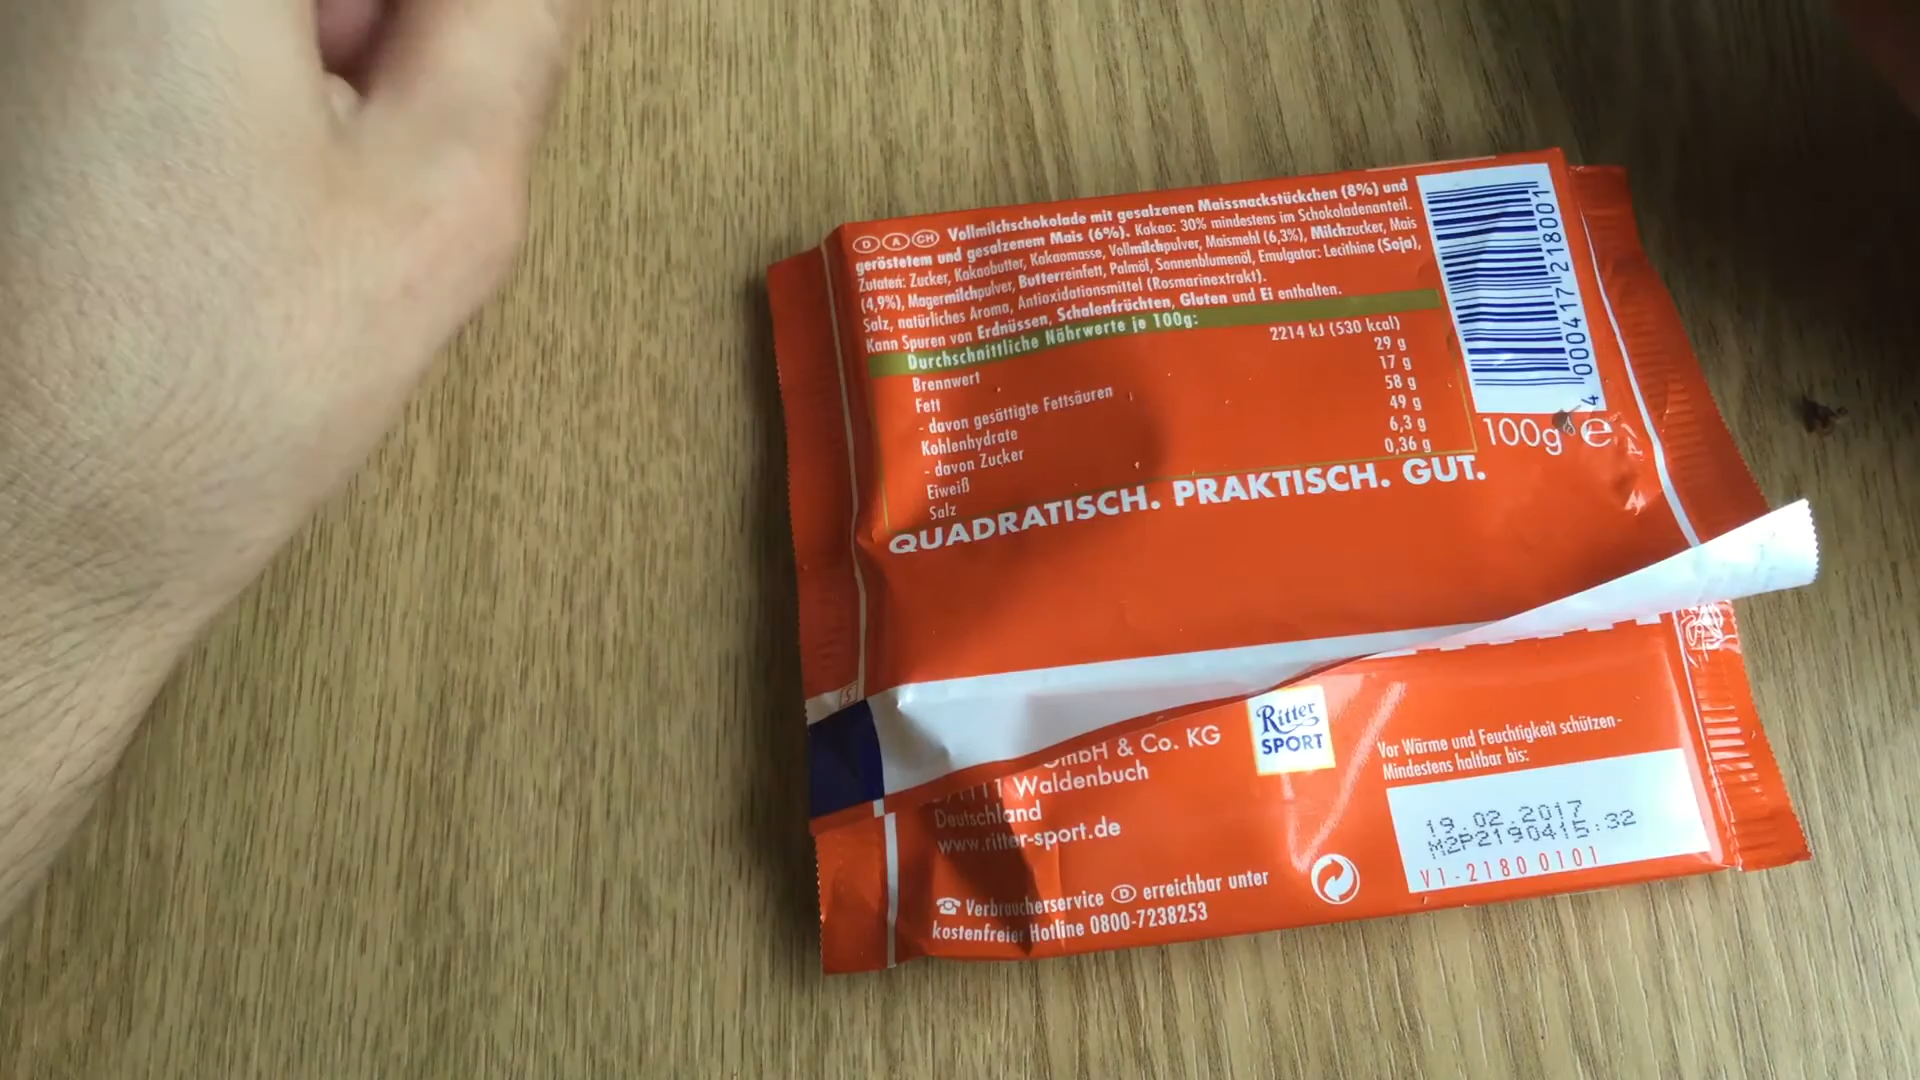 D A CH Vollmilchschokolade mit gesalzenen Maissnackstückchen (8%) und
geröstetem und gesalzenem Mais (6%). Kakao: 30% mindestens im Schokoladenanteil.
Zutaten: Zucker, Kakaobutter, Kakaomasse, Vollmilchpulver, Maismehl (6,3%), Milchzucker, Mais
(4,9%), Magermilchpulver, Butterreinfett, Palmöl, Sonnenblumenöl, Emulgator: Lecithine (Soja),
Salz, natürliches Aroma, Antioxidationsmittel (Rosmarinextrakt).
Kann Spuren von Erdnüssen, Schalenfrüchten, Gluten und Ei enthalten.
Durchschnittliche Nährwerte je 100g:
Brennwert 2214 kJ (530 kcal)
Fett 29 g
- davon gesättigte Fettsäuren 17 g
Kohlenhydrate 58 g
- davon Zucker 49 g
Eiweiß 6,3 g
Salz 0,36 g
4 000417 218001
100g e
QUADRATISCH. PRAKTISCH. GUT.
& Co. KG
Waldenbuch
Deutschland
www.ritter-sport.de
Ritter
SPORT
Vor Wärme und Feuchtigkeit schützen-
Mindestens haltbar bis:
19.02.2017
M2P2190415:32
V1-2180 0101
Verbraucherservice D erreichbar unter
kostenfreier Hotline 0800-7238253